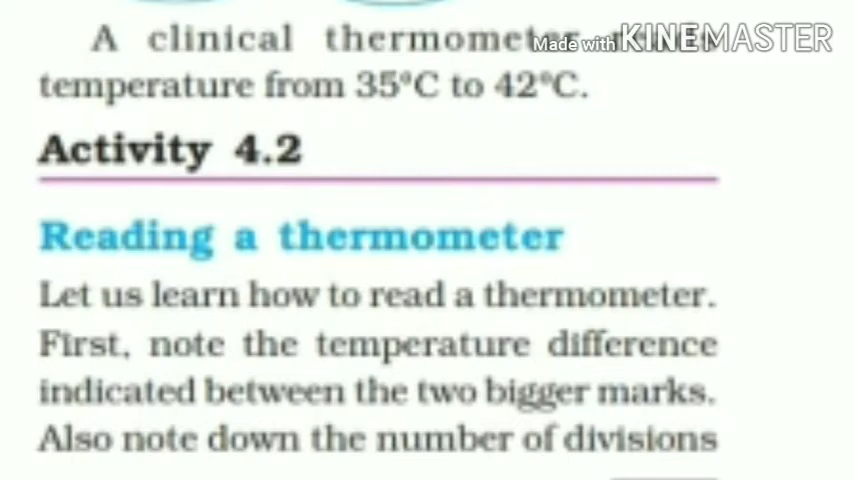 A clinical thermometer
Made with KINEMASTER
temperature from 35°C to 42°C.
Activity 4.2
Reading a thermometer
Let us learn how to read a thermometer.
First, note the temperature difference
indicated between the two bigger marks.
Also note down the number of divisions